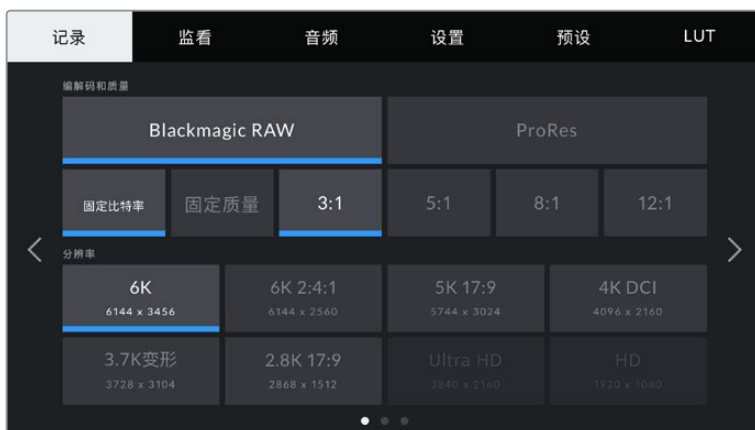 记录 监看 音频 设置 预设 LUT
编解码和质量
Blackmagic RAW ProRes
固定比特率 固定质量 3:1 5:1 8:1 12:1
分辨率
6K 6K 2:4:1 5K 17:9 4K DCI
6144 x 3456 6144 x 2560 5744 x 3024 4096 x 2160
3.7K变形 2.8K 17:9 Ultra HD HD
3728 x 3104 2868 x 1512 3840 x 2160 1920 x 1080